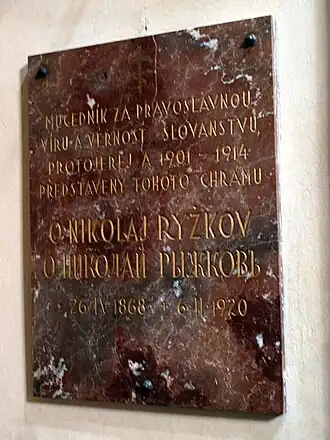 MUČEDNÍK ZA PRAVOSLAVNOU
VÍRU A VĚRNOST SLOVANSTVU,
PROTOJEREJ A 1901 – 1914
PŘEDSTAVENÝ TOHOTO CHRÁMU
O. NIKOLAJ RYŽKOV
О. НИКОЛАЙ РЫЖКОВЪ
* 26.IV.1868 + 6.II.1920